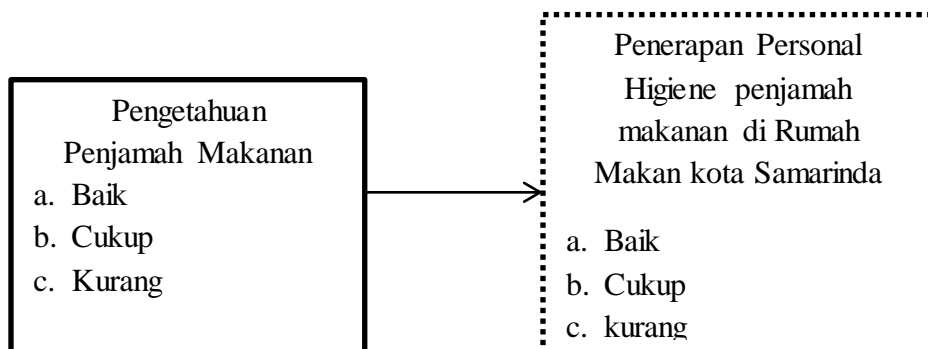 Pengetahuan
Penjamah Makanan
a. Baik
b. Cukup
c. Kurang
Penerapan Personal
Higiene penjamah
makanan di Rumah
Makan kota Samarinda
a. Baik
b. Cukup
c. kurang